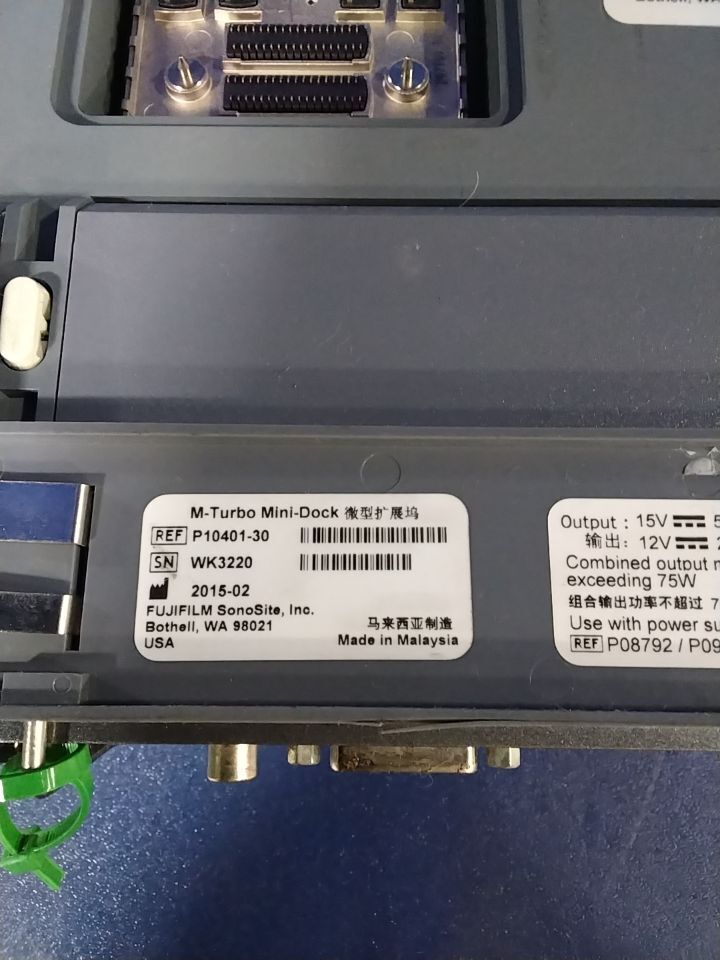 Bothell, WA
M-Turbo Mini-Dock 微型扩展坞
REF P10401-30
SN WK3220
2015-02
FUJIFILM SonoSite, Inc.
Bothell, WA 98021
USA
马来西亚制造
Made in Malaysia
Output : 15V
输出: 12V
Combined output
exceeding 75W
组合输出功率不超过
Use with power
REF P08792 / P09